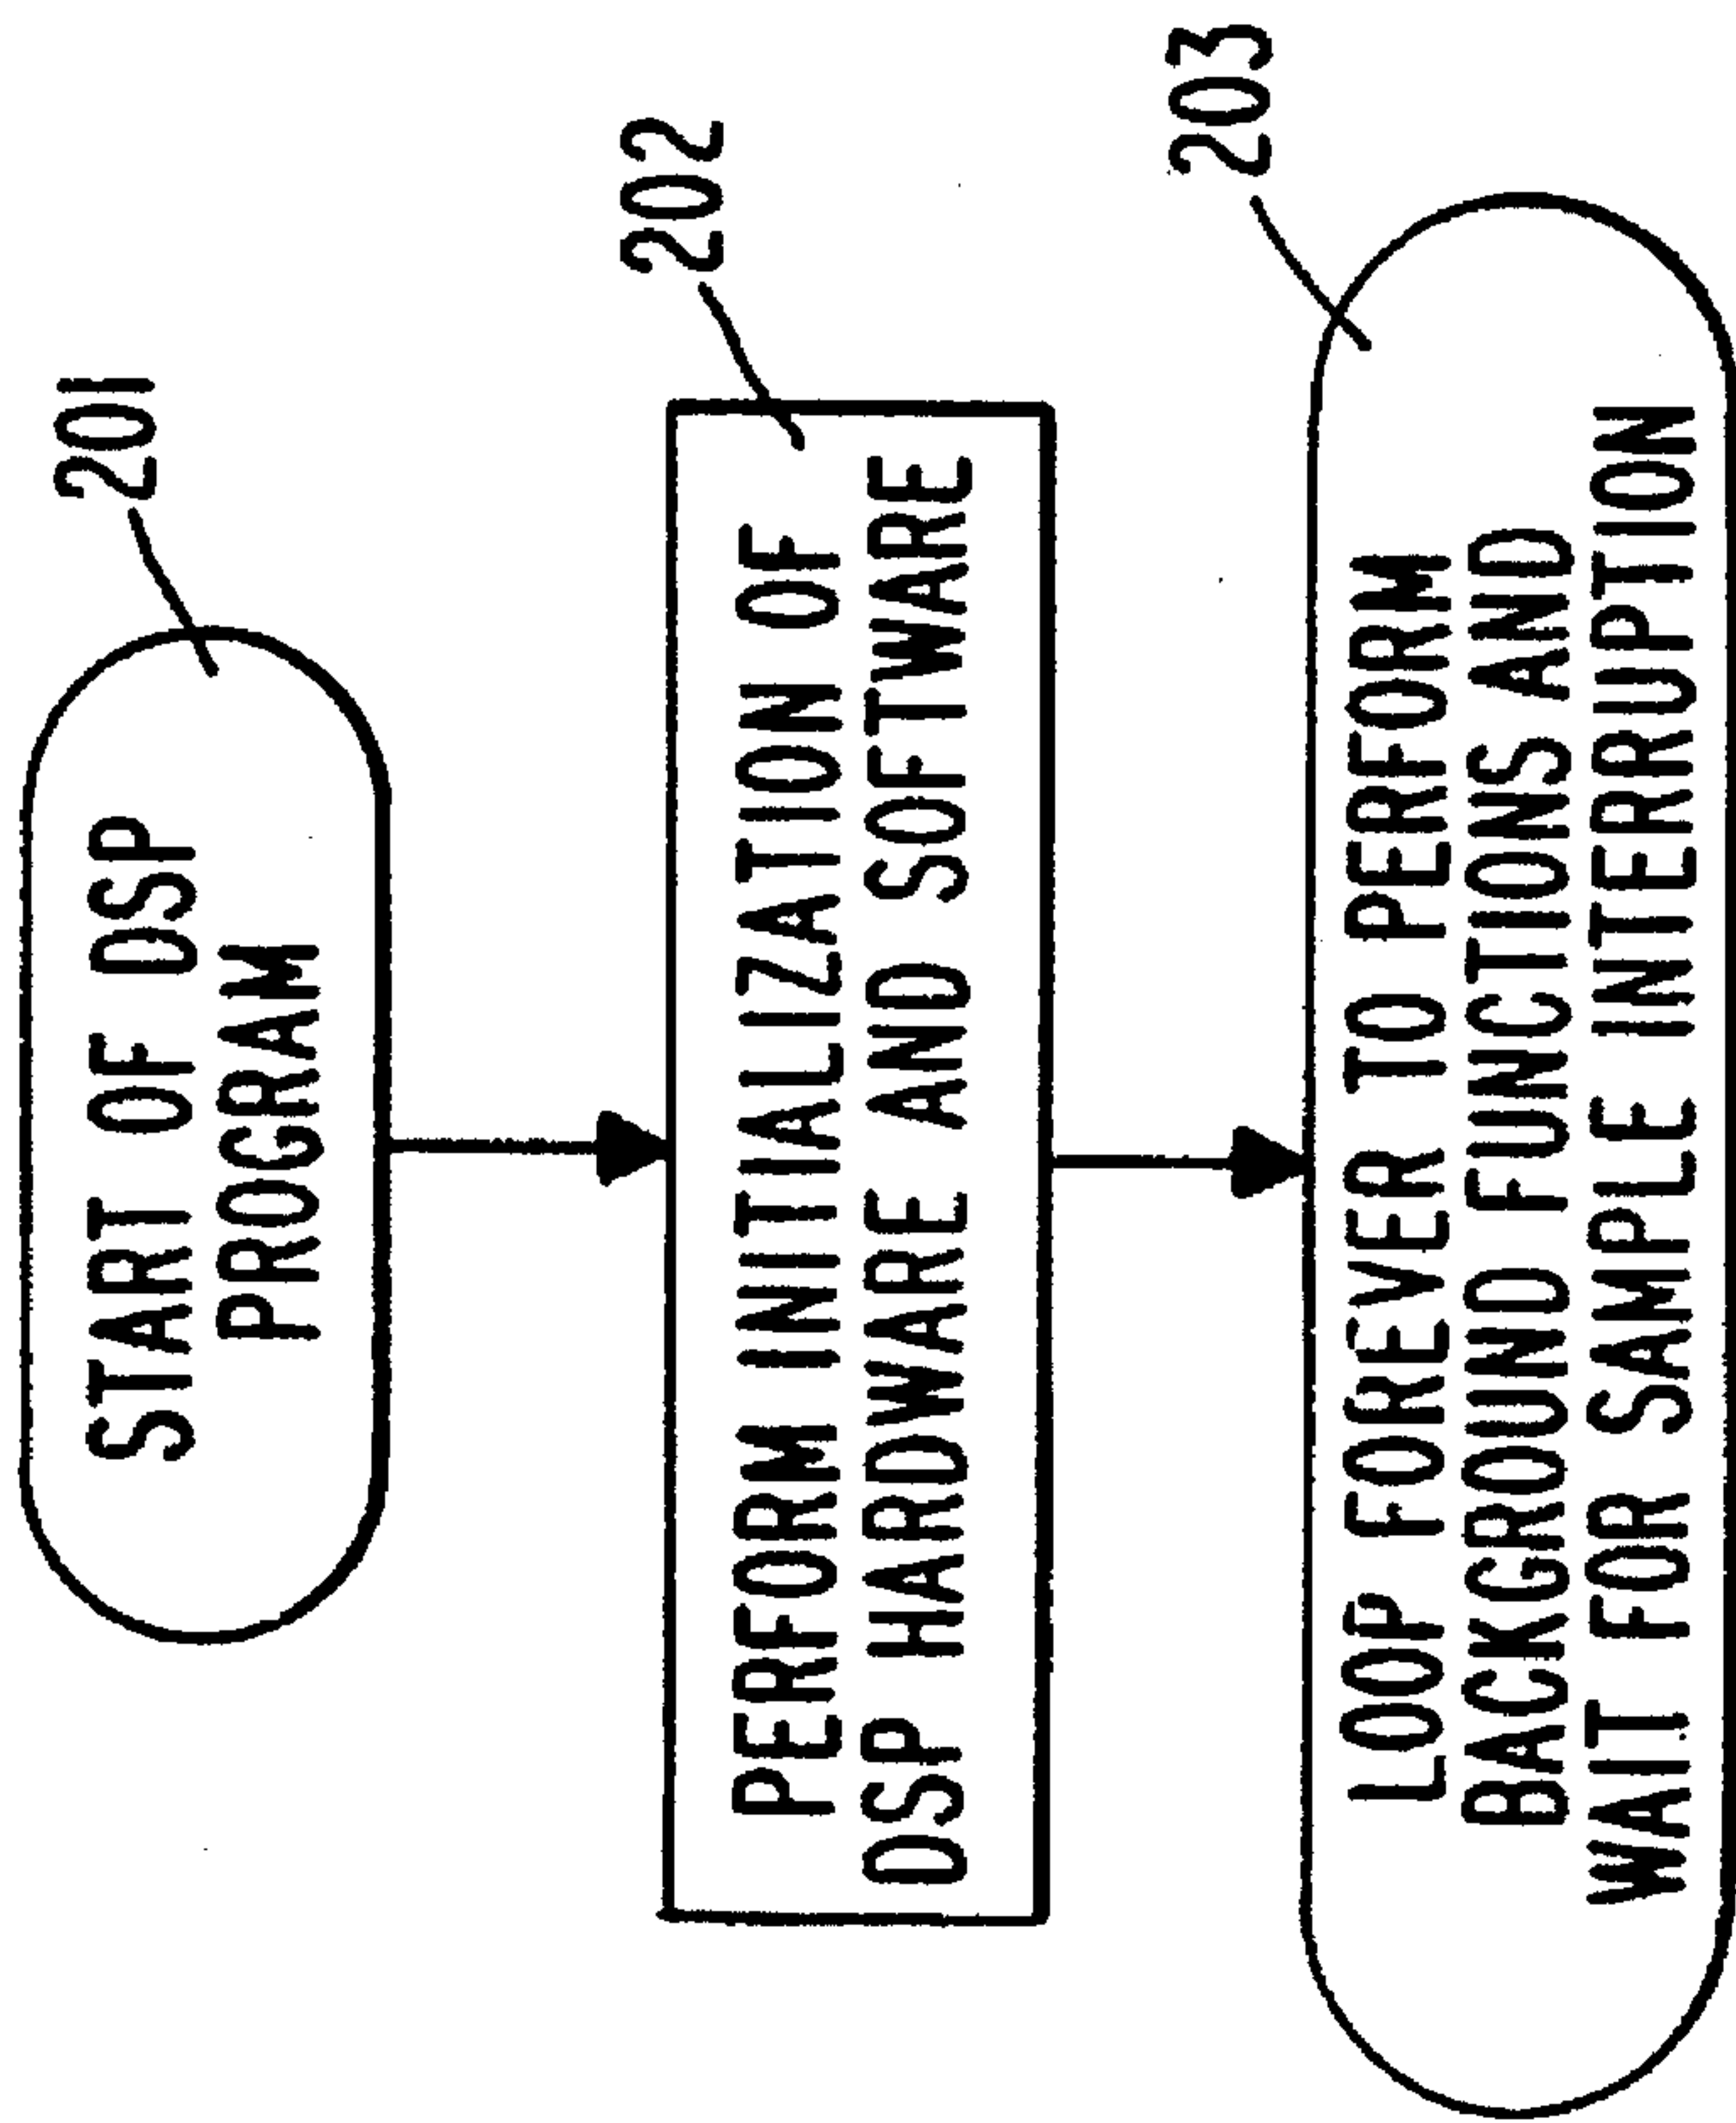 201
START OF DSP
PROGRAM
202
PERFORM INITIALIZATION OF
DSP HARDWARE AND SOFTWARE
203
LOOP FOREVER TO PERFORM
BACKGROUND FUNCTIONS AND
WAIT FOR SAMPLE INTERRUPTION